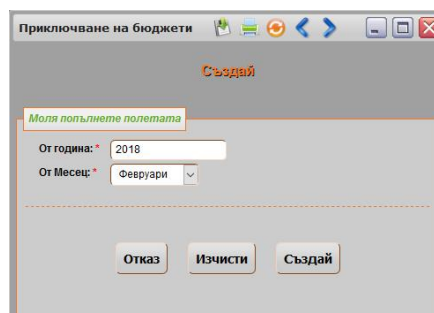 Приключване на бюджети
Създай
Моля попълнете полетата
От година: * 2018
От Месец: * Февруари
Отказ Изчисти Създай